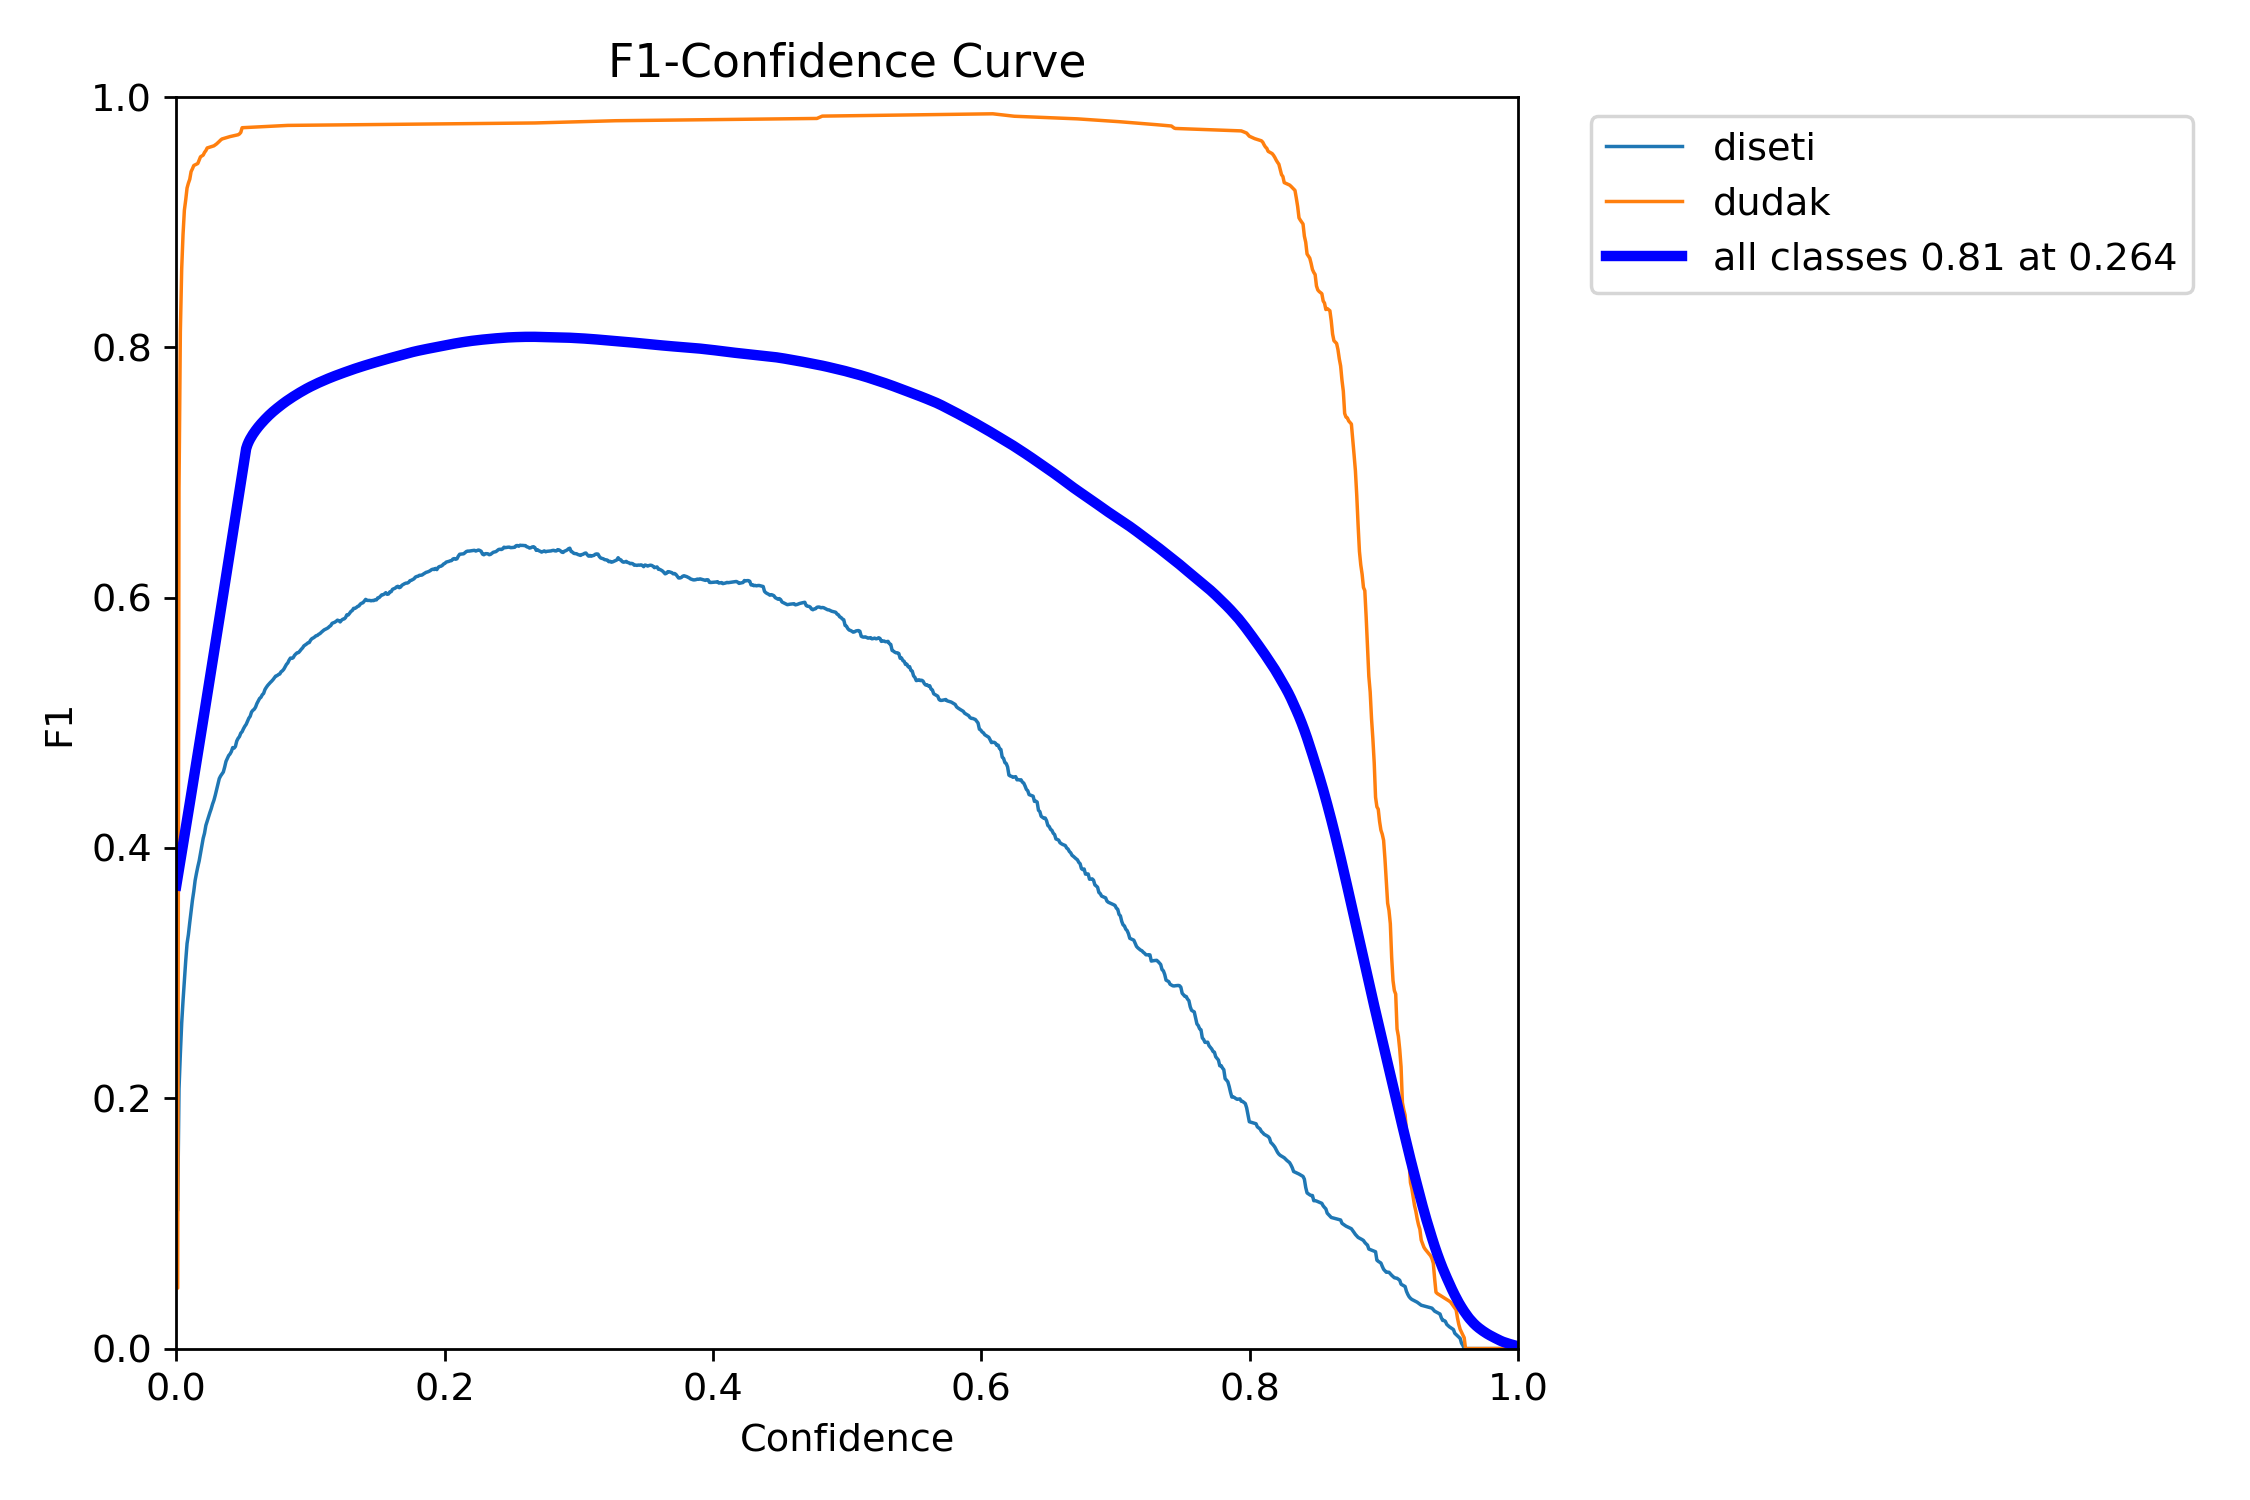 F1-Confidence Curve
1.0
0.8
0.6
0.4
0.2
0.0
F1
0.0 0.2 0.4 0.6 0.8 1.0
Confidence
diseti
dudak
all classes 0.81 at 0.264